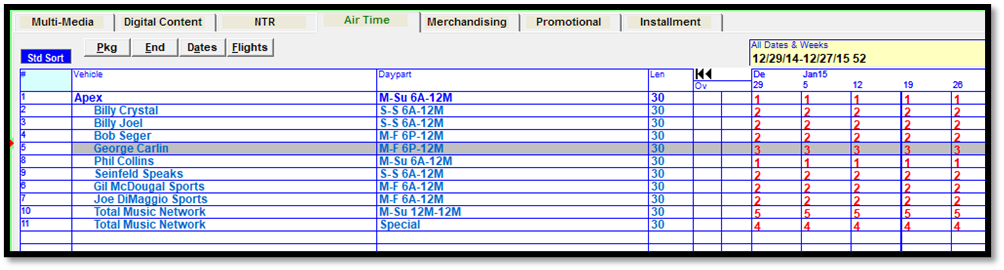 Multi-Media Digital Content NTR Air Time Merchandising Promotional Installment
Pkg End Dates Flights
All Dates & Weeks
Std Sort 12/29/14-12/27/15 52
# Vehicle Daypart Len De Jan15
Ov 29 5 12 19 26
1 Apex M-Su 6A-12M 30 1 1 1 1 1
2 Billy Crystal S-S 6A-12M 30 2 2 2 2 2
3 Billy Joel S-S 6A-12M 30 2 2 2 2 2
4 Bob Seger M-F 6P-12M 30 2 2 2 2 2
5 George Carlin M-F 6P-12M 30 3 3 3 3 3
8 Phil Collins M-Su 6A-12M 30 1 1 1 1 1
9 Seinfeld Speaks S-S 6A-12M 30 2 2 2 2 2
6 Gil McDougal Sports M-F 6A-12M 30 2 2 2 2 2
7 Joe DiMaggio Sports M-F 6A-12M 30 2 2 2 2 2
10 Total Music Network M-Su 12M-12M 30 5 5 5 5 5
11 Total Music Network Special 30 4 4 4 4 4